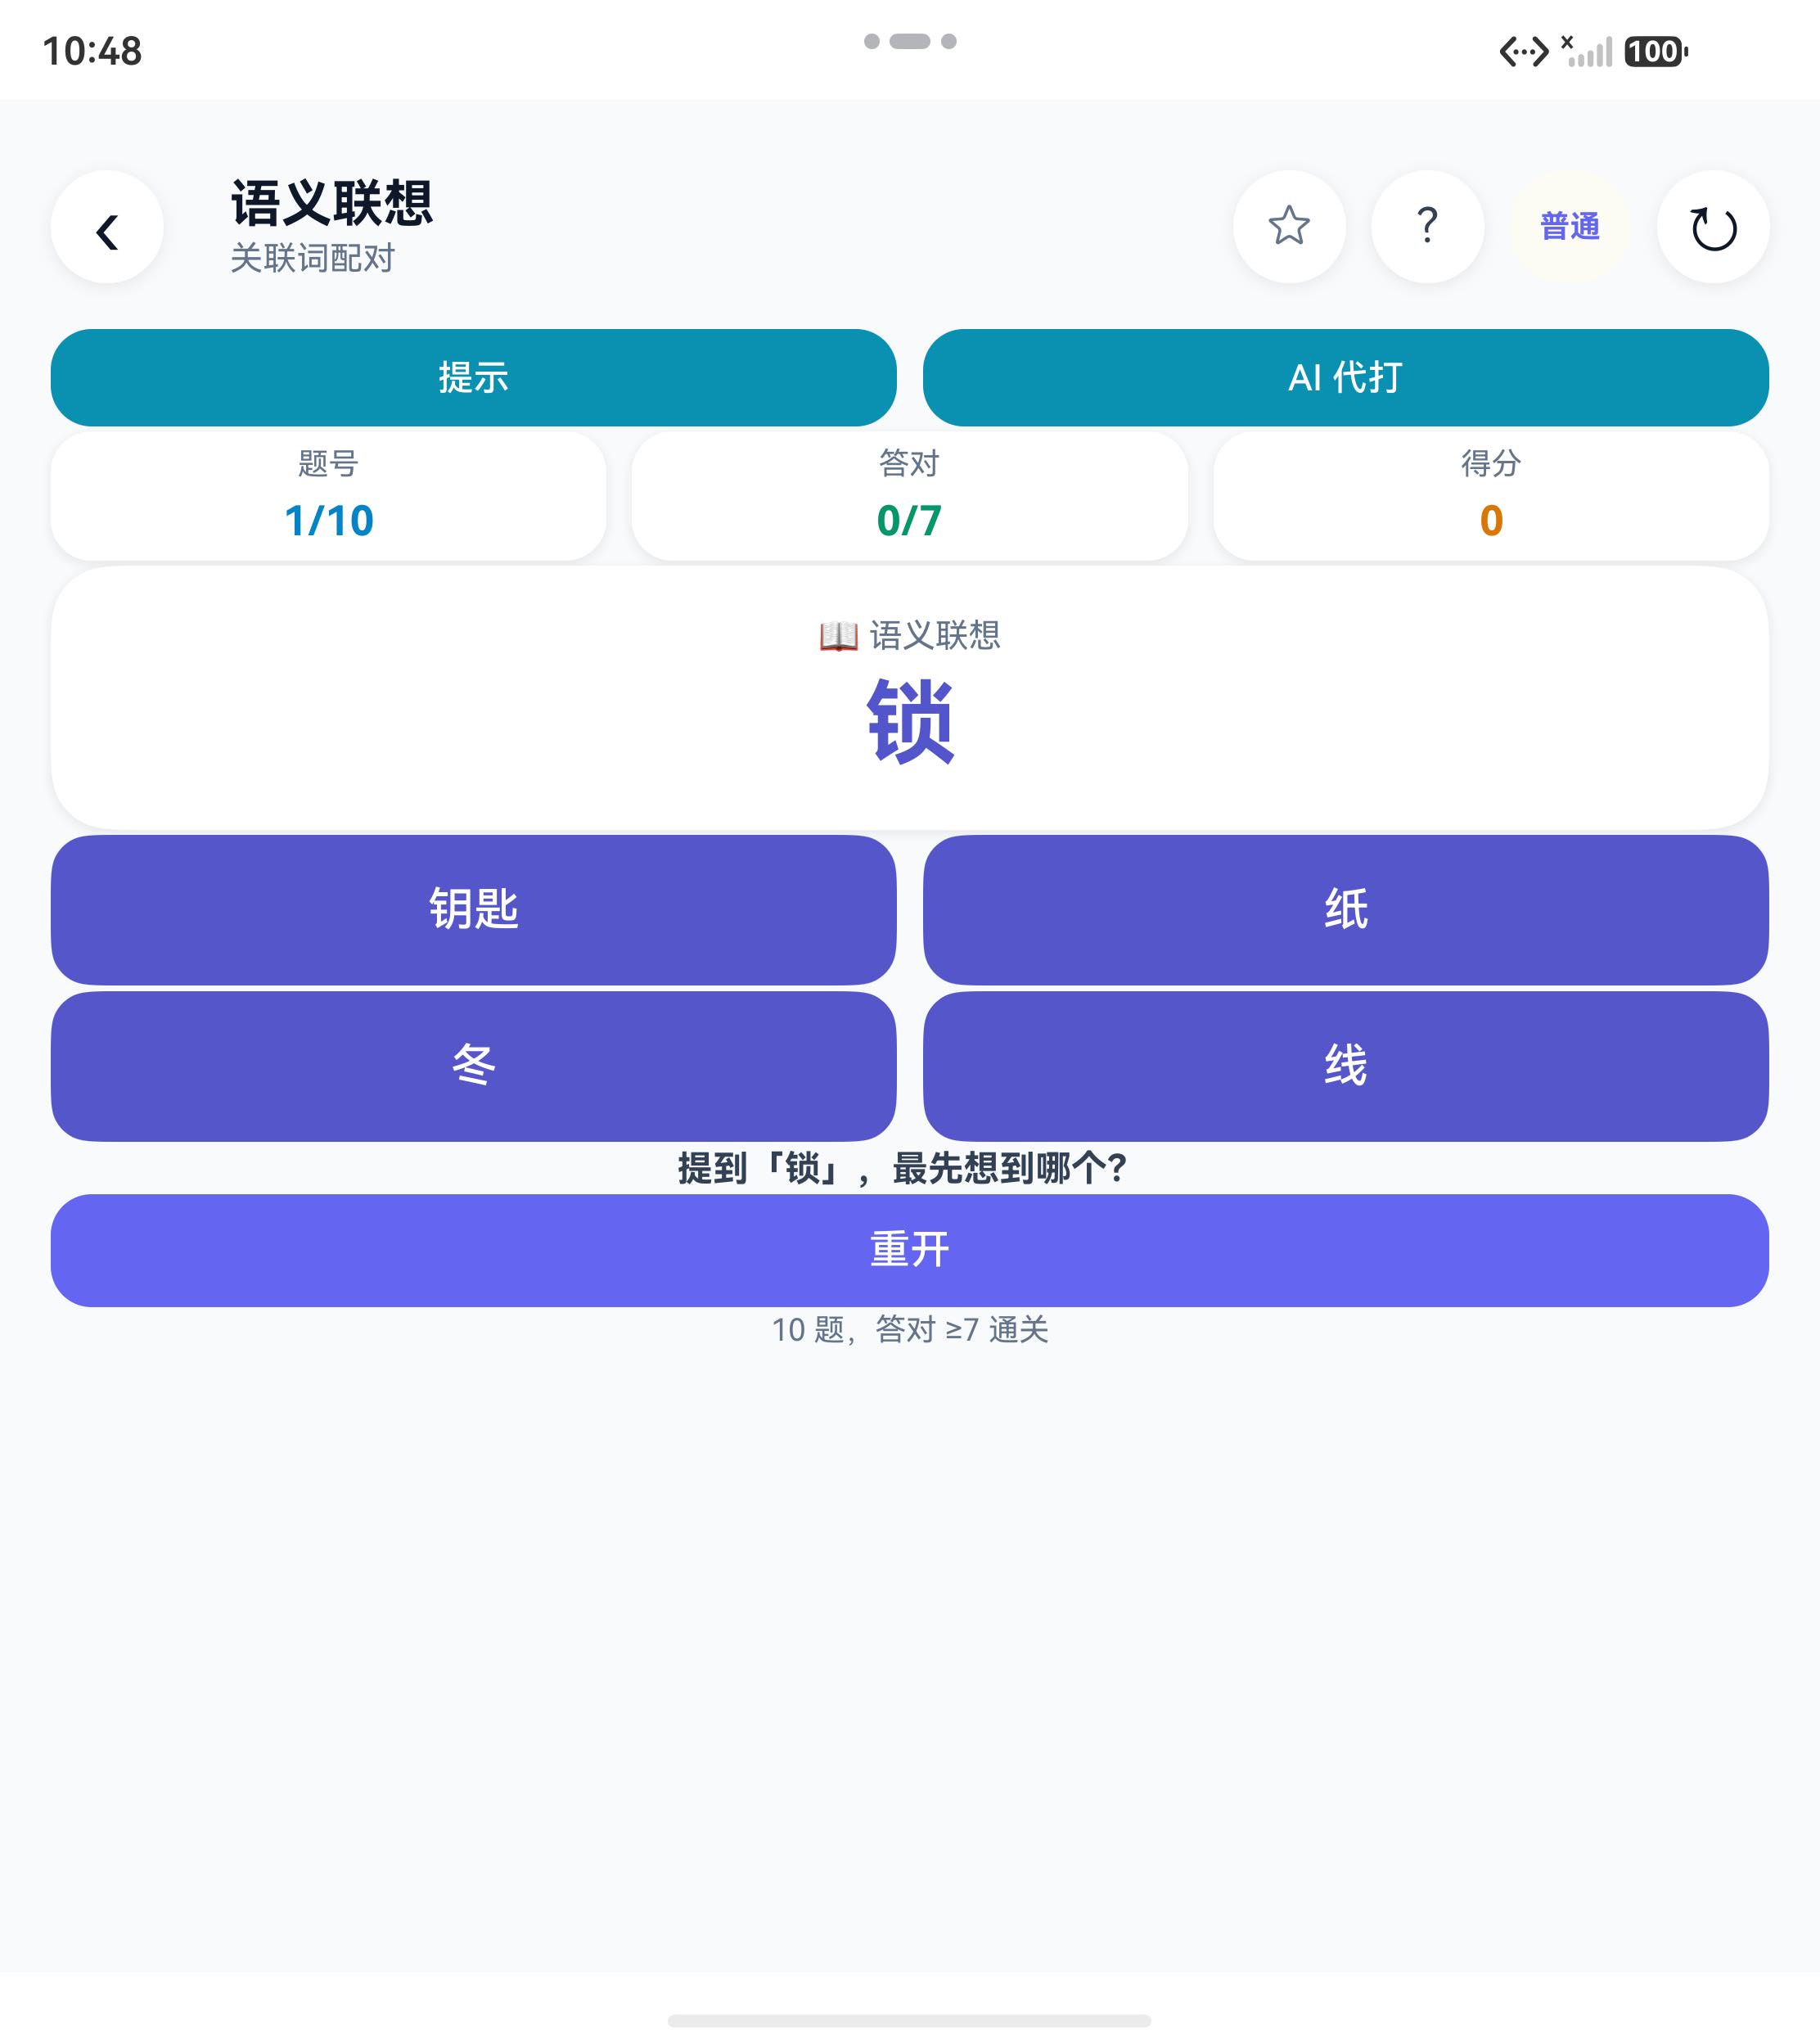 10:48
100
语义联想
关联词配对
?
普通
提示
AI 代打
题号
答对
得分
1/10
0/7
0
语义联想
锁
钥匙
纸
冬
线
提到「锁」，最先想到哪个？
重开
10 题，答对 ≥7 通关